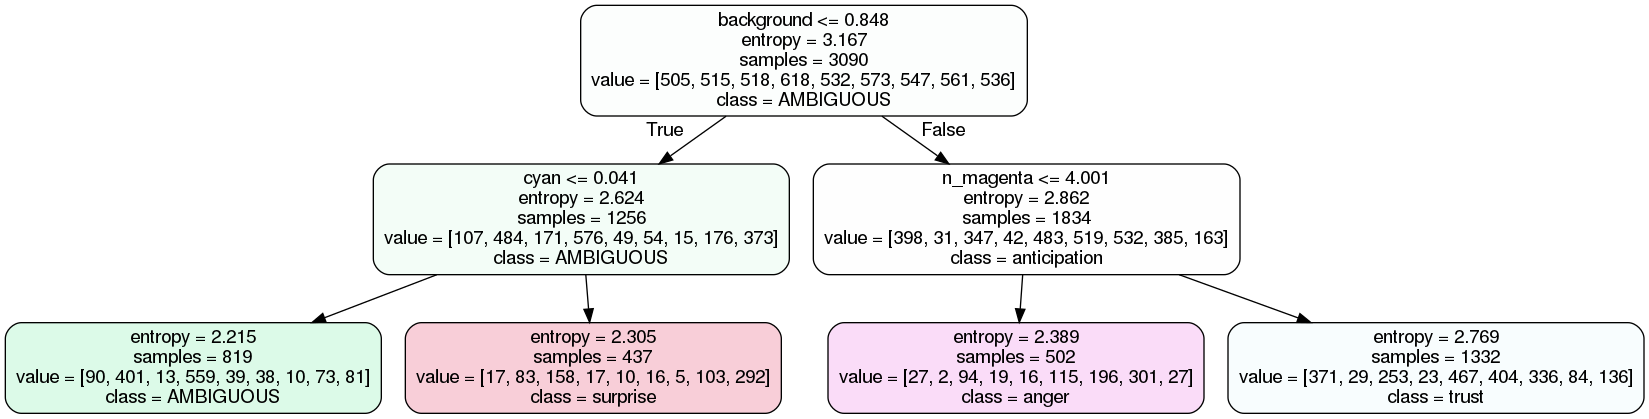 background <= 0.848
entropy = 3.167
samples = 3090
value = [505, 515, 518, 618, 532, 573, 547, 561, 536]
class = AMBIGUOUS
True
False
cyan <= 0.041
entropy = 2.624
samples = 1256
value = [107, 484, 171, 576, 49, 54, 15, 176, 373]
class = AMBIGUOUS
n_magenta <= 4.001
entropy = 2.862
samples = 1834
value = [398, 31, 347, 42, 483, 519, 532, 385, 163]
class = anticipation
entropy = 2.215
samples = 819
value = [90, 401, 13, 559, 39, 38, 10, 73, 81]
class = AMBIGUOUS
entropy = 2.305
samples = 437
value = [17, 83, 158, 17, 10, 16, 5, 103, 292]
class = surprise
entropy = 2.389
samples = 502
value = [27, 2, 94, 19, 16, 115, 196, 301, 27]
class = anger
entropy = 2.769
samples = 1332
value = [371, 29, 253, 23, 467, 404, 336, 84, 136]
class = trust